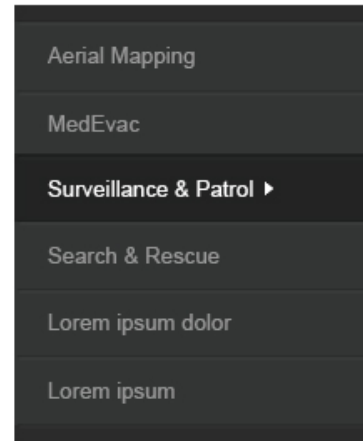 Aerial Mapping
MedEvac
Surveillance & Patrol
Search & Rescue
Lorem ipsum dolor
Lorem ipsum